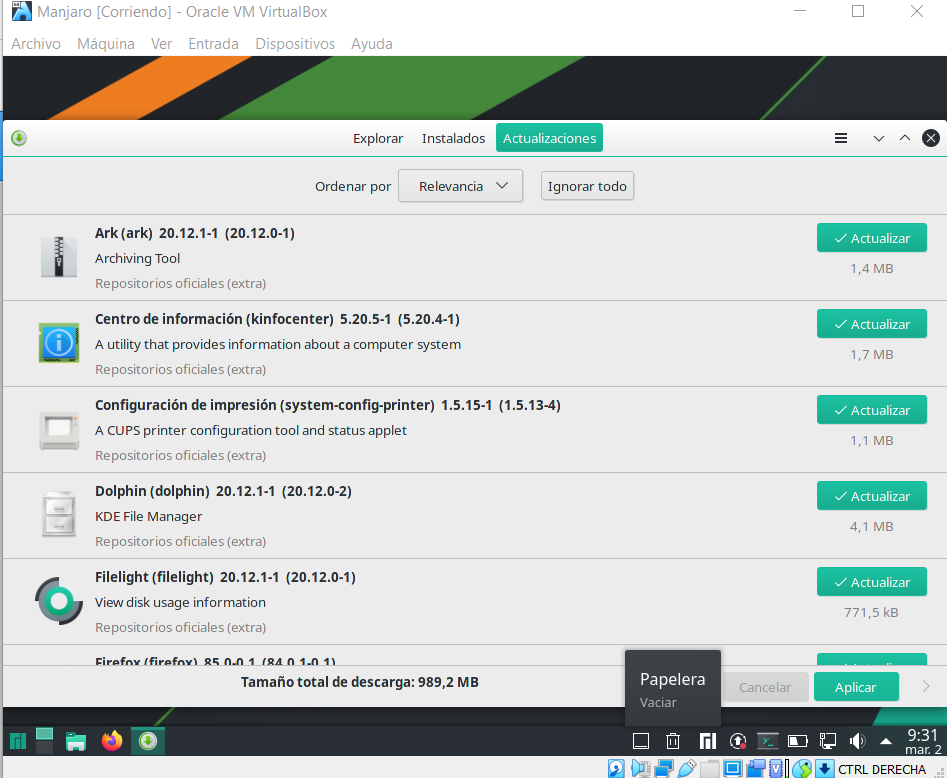 Manjaro [Corriendo] - Oracle VM VirtualBox
Archivo Máquina Ver Entrada Dispositivos Ayuda
Explorar Instalados Actualizaciones
Ordenar por Relevancia Ignorar todo
Ark (ark) 20.12.1-1 (20.12.0-1)
Actualizar
Archiving Tool
1,4 MB
Repositorios oficiales (extra)
Centro de información (kinfocenter) 5.20.5-1 (5.20.4-1)
Actualizar
A utility that provides information about a computer system
1,7 MB
Repositorios oficiales (extra)
Configuración de impresión (system-config-printer) 1.5.15-1 (1.5.13-4)
Actualizar
A CUPS printer configuration tool and status applet
1,1 MB
Repositorios oficiales (extra)
Dolphin (dolphin) 20.12.1-1 (20.12.0-2)
Actualizar
KDE File Manager
4,1 MB
Repositorios oficiales (extra)
Filelight (filelight) 20.12.1-1 (20.12.0-1)
Actualizar
View disk usage information
771,5 kB
Repositorios oficiales (extra)
Firefox (firefox) 85.0-0.1 (84.0.1-0.1)
Tamaño total de descarga: 989,2 MB
Papelera
Vaciar
Cancelar Aplicar
9:31
mar. 2
CTRL DERECHA